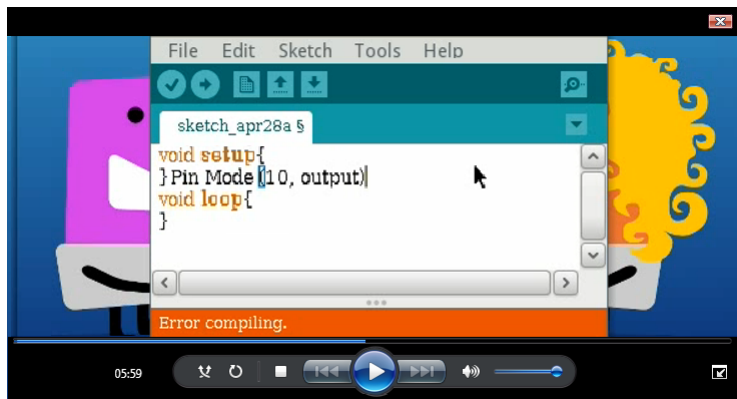 File Edit Sketch Tools Help
sketch_apr28a §
void setup{
}Pin Mode (10, output)
void loop{
}
Error compiling.
05:59